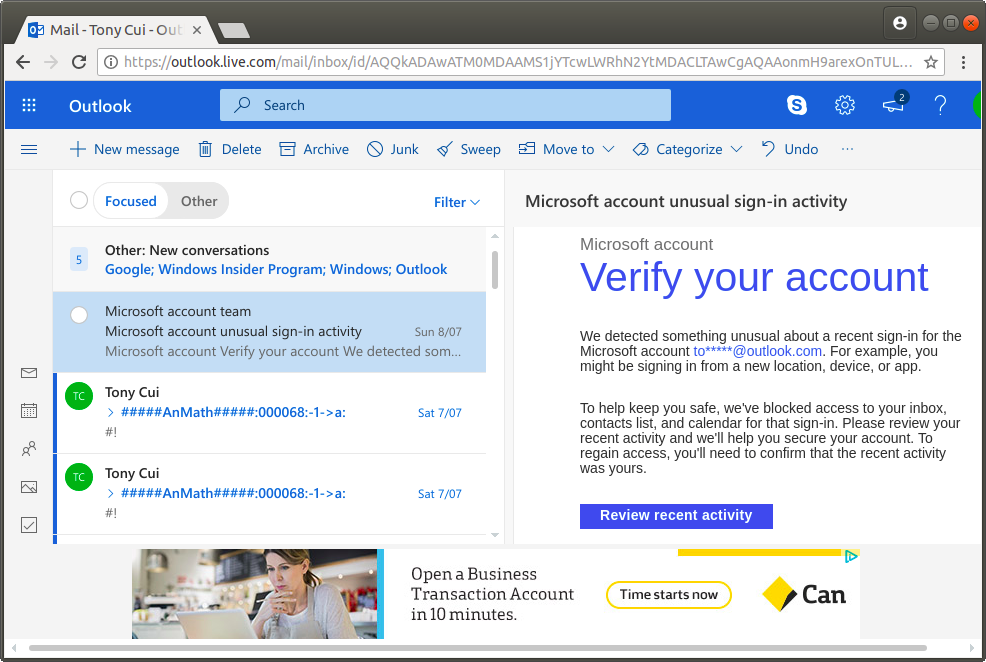 Mail - Tony Cui - Out
https://outlook.live.com/mail/inbox/id/AQQkADAwATM0MDAAMS1jYTcwLWRhN2YtMDACLTAwCgAQAAonmH9arexOnTUL...
Outlook
Search
2
New message
Delete
Archive
Junk
Sweep
Move to
Categorize
Undo
Focused
Other
Filter
5
Other: New conversations
Google; Windows Insider Program; Windows; Outlook
Microsoft account team
Microsoft account unusual sign-in activity
Sun 8/07
Microsoft account Verify your account We detected som...
TC
Tony Cui
> #####AnMath#####:000068:-1->a:
Sat 7/07
#!
TC
Tony Cui
> #####AnMath#####:000068:-1->a:
Sat 7/07
#!
Microsoft account unusual sign-in activity
Microsoft account
Verify your account
We detected something unusual about a recent sign-in for the
Microsoft account to*****@outlook.com. For example, you
might be signing in from a new location, device, or app.
To help keep you safe, we've blocked access to your inbox,
contacts list, and calendar for that sign-in. Please review your
recent activity and we'll help you secure your account. To
regain access, you'll need to confirm that the recent activity
was yours.
Review recent activity
Open a Business
Transaction Account
in 10 minutes.
Time starts now
Can